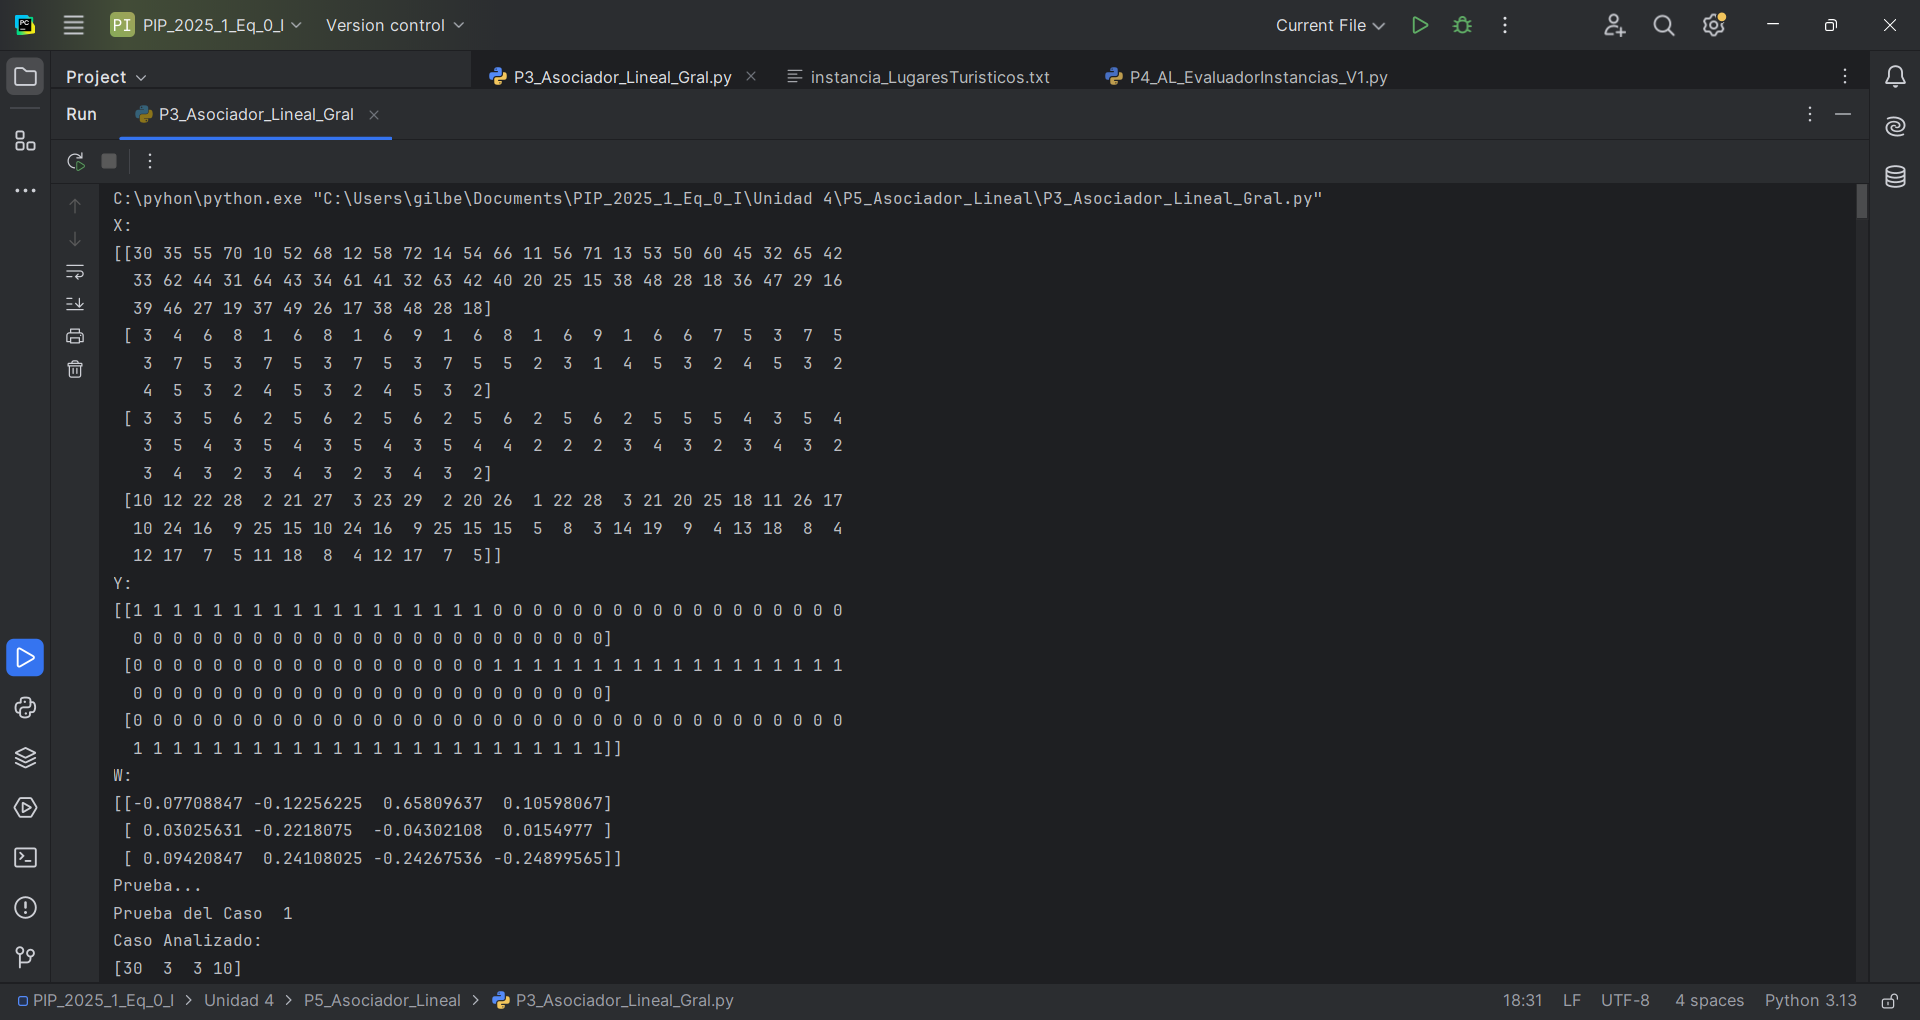 PI PIP_2025_1_Eq_0_I Version control Current File
Project P3_Asociador_Lineal_Gral.py instancia_LugaresTuristicos.txt P4_AL_EvaluadorInstancias_V1.py
Run P3_Asociador_Lineal_Gral
C:\pyhon\python.exe "C:\Users\gilbe\Documents\PIP_2025_1_Eq_0_I\Unidad 4\P5_Asociador_Lineal\P3_Asociador_Lineal_Gral.py"
X:
[[30 35 55 70 10 52 68 12 58 72 14 54 66 11 56 71 13 53 50 60 45 32 65 42
33 62 44 31 64 43 34 61 41 32 63 42 40 20 25 15 38 48 28 18 36 47 29 16
39 46 27 19 37 49 26 17 38 48 28 18]
[ 3 4 6 8 1 6 8 1 6 9 1 6 8 1 6 9 1 6 6 7 5 3 7 5
3 7 5 3 7 5 3 7 5 3 7 5 5 2 3 1 4 5 3 2 4 5 3 2
4 5 3 2 4 5 3 2 4 5 3 2]
[ 3 3 5 6 2 5 6 2 5 6 2 5 6 2 5 6 2 5 5 5 4 3 5 4
3 5 4 3 5 4 3 5 4 3 5 4 4 2 2 2 3 4 3 2 3 4 3 2
3 4 3 2 3 4 3 2 3 4 3 2]
[10 12 22 28 2 21 27 3 23 29 2 20 26 1 22 28 3 21 20 25 18 11 26 17
10 24 16 9 25 15 10 24 16 9 25 15 15 5 8 3 14 19 9 4 13 18 8 4
12 17 7 5 11 18 8 4 12 17 7 5]]
Y:
[[1 1 1 1 1 1 1 1 1 1 1 1 1 1 1 1 1 1 0 0 0 0 0 0 0 0 0 0 0 0 0 0 0 0 0 0
0 0 0 0 0 0 0 0 0 0 0 0 0 0 0 0 0 0 0 0 0 0 0 0]
[0 0 0 0 0 0 0 0 0 0 0 0 0 0 0 0 0 0 1 1 1 1 1 1 1 1 1 1 1 1 1 1 1 1 1 1
0 0 0 0 0 0 0 0 0 0 0 0 0 0 0 0 0 0 0 0 0 0 0 0]
[0 0 0 0 0 0 0 0 0 0 0 0 0 0 0 0 0 0 0 0 0 0 0 0 0 0 0 0 0 0 0 0 0 0 0 0
1 1 1 1 1 1 1 1 1 1 1 1 1 1 1 1 1 1 1 1 1 1 1 1]]
W:
[[-0.07708847 -0.12256225 0.65809637 0.10598067]
[ 0.03025631 -0.2218075 -0.04302108 0.0154977 ]
[ 0.09420847 0.24108025 -0.24267536 -0.24899565]]
Prueba...
Prueba del Caso 1
Caso Analizado:
[30 3 3 10]
PIP_2025_1_Eq_0_I > Unidad 4 > P5_Asociador_Lineal > P3_Asociador_Lineal_Gral.py 18:31 LF UTF-8 4 spaces Python 3.13